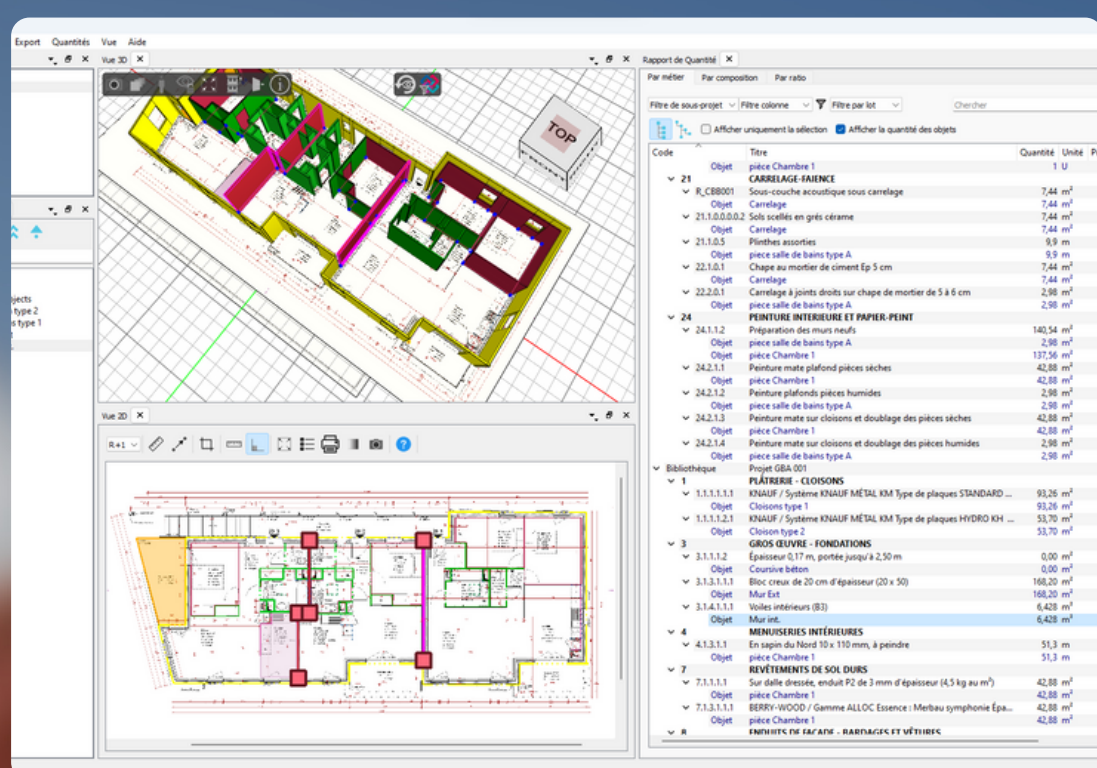 Export Quantités Vue Aide
Vue 3D
TOP
jects
type 2
s type 1
Vue 2D
R+1
Rapport de Quantité
Par métier Par composition Par ratio
Filtre de sous-projet Filtre colonne Filtre par lot Chercher
Afficher uniquement la sélection Afficher la quantité des objets
Code Titre Quantité Unité
Objet pièce Chambre 1 1 U
21 CARRELAGE-FAIENCE
R_CBB001 Sous-couche acoustique sous carrelage 7,44 m²
Objet Carrelage 7,44 m²
21.1.0.0.0.0.2 Sols scellés en grés cérame 7,44 m²
Objet Carrelage 7,44 m²
21.1.0.5 Plinthes assorties 9,9 m
Objet piece salle de bains type A 9,9 m
22.1.0.1 Chape au mortier de ciment Ep 5 cm 7,44 m²
Objet Carrelage 7,44 m²
22.2.0.1 Carrelage à joints droits sur chape de mortier de 5 à 6 cm 2,98 m²
Objet piece salle de bains type A 2,98 m²
24 PEINTURE INTERIEURE ET PAPIER-PEINT
24.1.1.2 Préparation des murs neufs 140,54 m²
Objet piece salle de bains type A 2,98 m²
Objet pièce Chambre 1 137,56 m²
24.2.1.1 Peinture mate plafond pièces sèches 42,88 m²
Objet pièce Chambre 1 42,88 m²
24.2.1.2 Peinture plafonds pièces humides 2,98 m²
Objet piece salle de bains type A 2,98 m²
24.2.1.3 Peinture mate sur cloisons et doublage des pièces sèches 42,88 m²
Objet pièce Chambre 1 42,88 m²
24.2.1.4 Peinture mate sur cloisons et doublage des pièces humides 2,98 m²
Objet piece salle de bains type A 2,98 m²
Bibliothèque Projet GBA 001
1 PLÂTRERIE - CLOISONS
1.1.1.1.1.1 KNAUF / Système KNAUF MÉTAL KM Type de plaques STANDARD ... 93,26 m²
Objet Cloisons type 1 93,26 m²
1.1.1.1.2.1 KNAUF / Système KNAUF MÉTAL KM Type de plaques HYDRO KH ... 53,70 m²
Objet Cloison type 2 53,70 m²
3 GROS ŒUVRE - FONDATIONS
3.1.1.1.2 Épaisseur 0,17 m, portée jusqu'à 2,50 m 0,00 m²
Objet Coursive béton 0,00 m²
3.1.3.1.1.1 Bloc creux de 20 cm d'épaisseur (20 x 50) 168,20 m²
Objet Mur Ext 168,20 m²
3.1.4.1.1.1 Voiles intérieurs (B3) 6,428 m³
Objet Mur int. 6,428 m³
4 MENUISERIES INTÉRIEURES
4.1.3.1.1 En sapin du Nord 10 x 110 mm, à peindre 51,3 m
Objet pièce Chambre 1 51,3 m
7 REVÊTEMENTS DE SOL DURS
7.1.1.1.1 Sur dalle dressée, enduit P2 de 3 mm d'épaisseur (4,5 kg au m²) 42,88 m²
Objet pièce Chambre 1 42,88 m²
7.1.3.1.1.1 BERRY-WOOD / Gamme ALLOC Essence : Merbau symphonie Épa... 42,88 m²
Objet pièce Chambre 1 42,88 m²
8 ENDUITS DE FAÇADE - BARDAGES ET VÊTURES